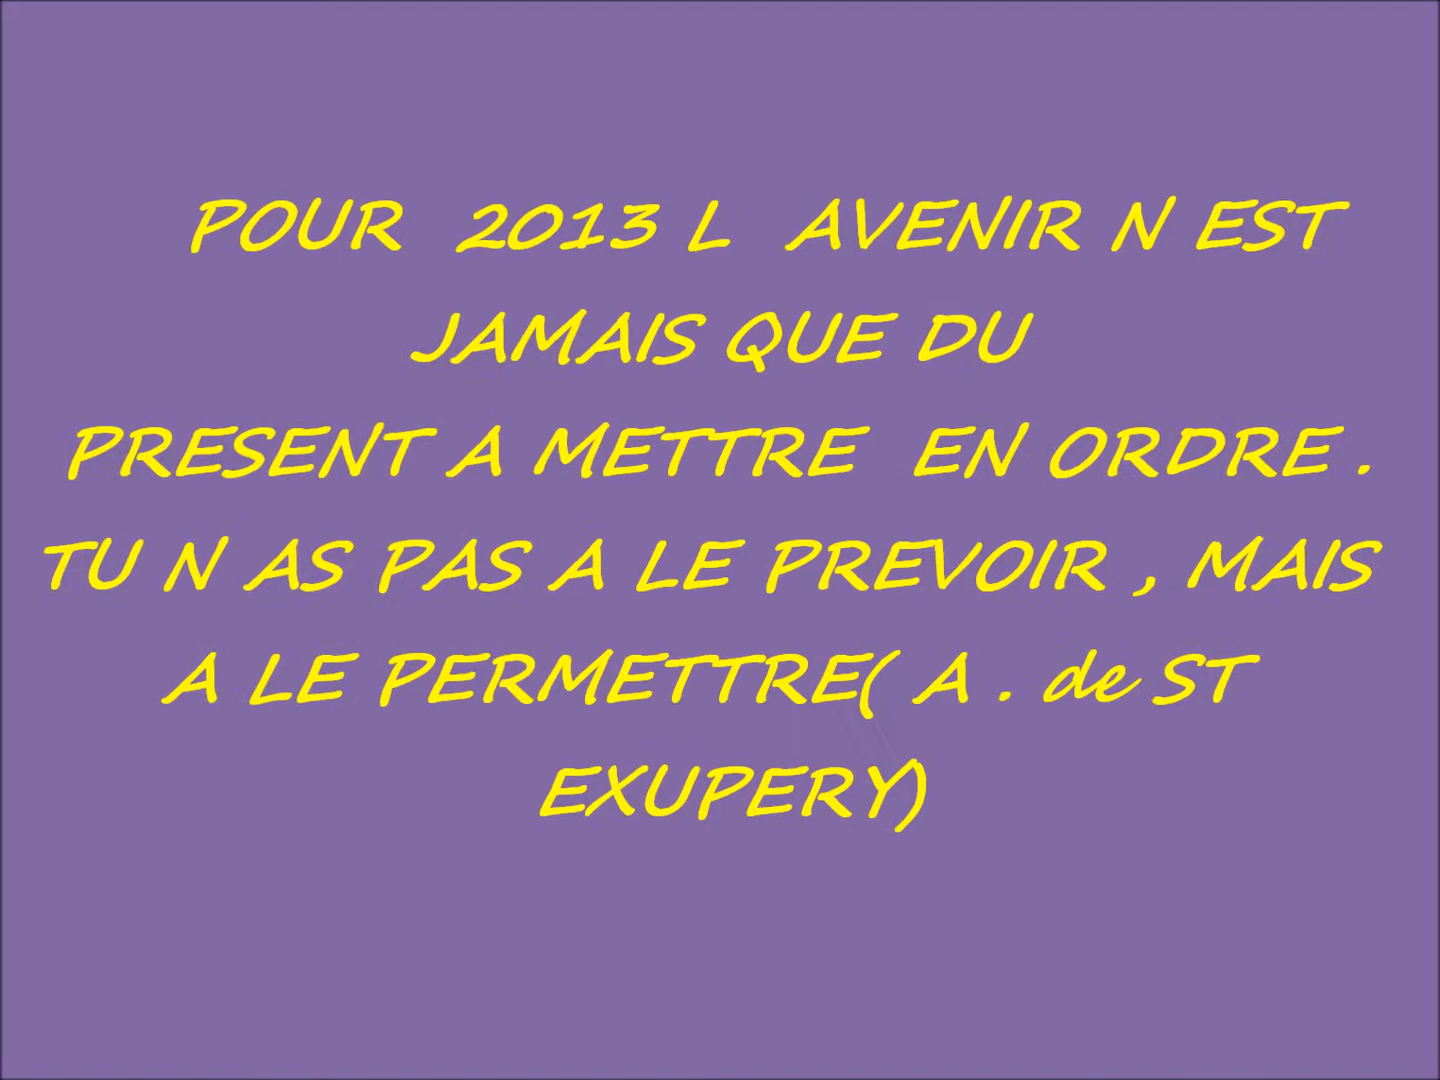 POUR 2013 L AVENIR N EST
JAMAIS QUE DU
PRESENT A METTRE EN ORDRE .
TU N AS PAS A LE PREVOIR , MAIS
A LE PERMETTRE( A . de ST
EXUPERY)